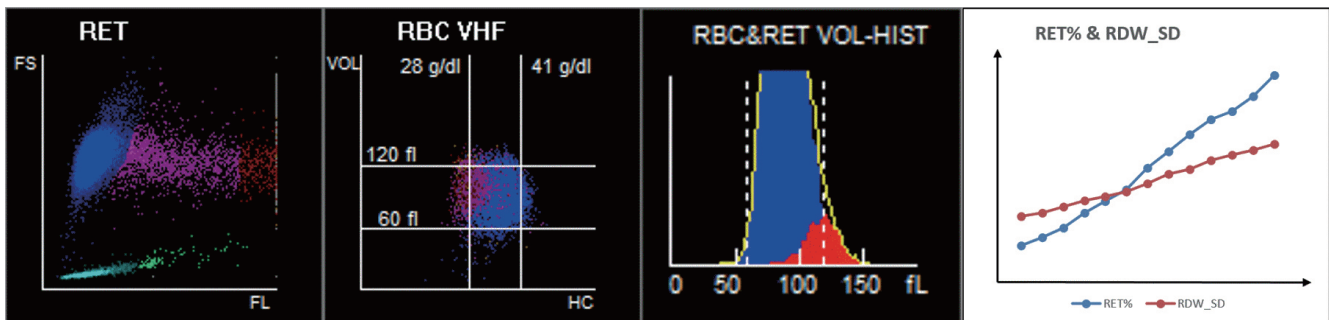 RET
FS
FL
RBC VHF
VOL
28 g/dl
41 g/dl
120 fl
60 fl
HC
RBC&RET VOL-HIST
0 50 100 150 fL
RET% & RDW_SD
RET% RDW_SD